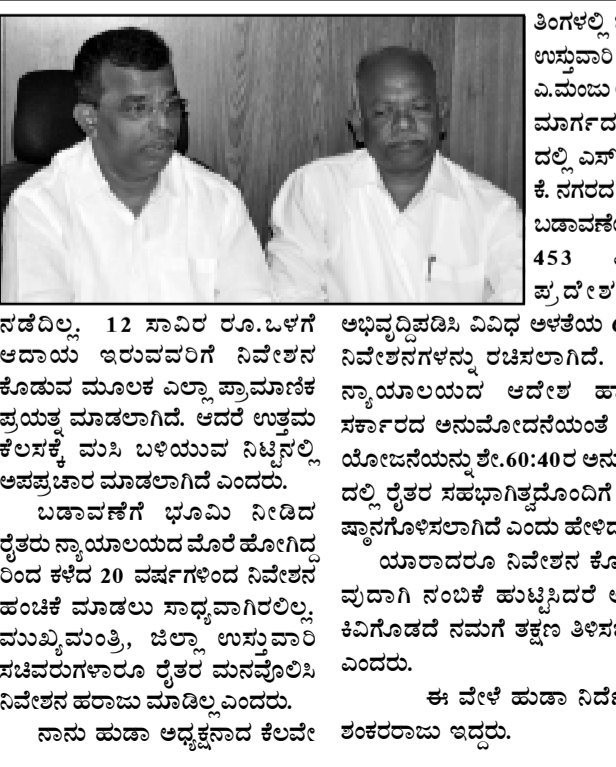 ನಡೆದಿಲ್ಲ. 12 ಸಾವಿರ ರೂ.ಒಳಗೆ
ಆದಾಯ ಇರುವವರಿಗೆ ನಿವೇಶನ
ಕೊಡುವ ಮೂಲಕ ಎಲ್ಲಾ ಪ್ರಾಮಾಣಿಕ
ಪ್ರಯತ್ನ ಮಾಡಲಾಗಿದೆ. ಆದರೆ ಉತ್ತಮ
ಕೆಲಸಕ್ಕೆ ಮಸಿ ಬಳಿಯುವ ನಿಟ್ಟಿನಲ್ಲಿ
ಅಪಪ್ರಚಾರ ಮಾಡಲಾಗಿದೆ ಎಂದರು.
ಬಡಾವಣೆಗೆ ಭೂಮಿ ನೀಡಿದ
ರೈತರು ನ್ಯಾಯಾಲಯದ ಮೊರೆ ಹೋಗಿದ್ದ
ರಿಂದ ಕಳೆದ 20 ವರ್ಷಗಳಿಂದ ನಿವೇಶನ
ಹಂಚಿಕೆ ಮಾಡಲು ಸಾಧ್ಯವಾಗಿರಲಿಲ್ಲ.
ಮುಖ್ಯಮಂತ್ರಿ, ಜಿಲ್ಲಾ ಉಸ್ತುವಾರಿ
ಸಚಿವರುಗಳಾರೂ ರೈತರ ಮನವೊಲಿಸಿ
ನಿವೇಶನ ಹರಾಜು ಮಾಡಿಲ್ಲ ಎಂದರು.
ನಾನು ಹುಡಾ ಅಧ್ಯಕ್ಷನಾದ ಕೆಲವೇ
ತಿಂಗಳಲ್ಲಿ
ಉಸ್ತುವಾರಿ
ಎ.ಮಂಜು
ಮಾರ್ಗದ
ದಲ್ಲಿ ಎಸ್
ಕೆ. ನಗರದ
ಬಡಾವಣೆ
453
ಪ್ರದೇಶ
ಅಭಿವೃದ್ಧಿಪಡಿಸಿ ವಿವಿಧ ಅಳತೆಯ
ನಿವೇಶನಗಳನ್ನು ರಚಿಸಲಾಗಿದೆ.
ನ್ಯಾಯಾಲಯದ ಆದೇಶ
ಸರ್ಕಾರದ ಅನುಮೋದನೆಯಂತೆ
ಯೋಜನೆಯನ್ನು ಶೇ.60:40ರ ಅನು
ದಲ್ಲಿ ರೈತರ ಸಹಭಾಗಿತ್ವದೊಂದಿಗೆ
ಷ್ಠಾನಗೊಳಿಸಲಾಗಿದೆ ಎಂದು ಹೇಳಿದ
ಯಾರಾದರೂ ನಿವೇಶನ ಕೊ
ವುದಾಗಿ ನಂಬಿಕೆ ಹುಟ್ಟಿಸಿದರೆ
ಕಿವಿಗೊಡದೆ ನಮಗೆ ತಕ್ಷಣ ತಿಳಿಸ
ಎಂದರು.
ಈ ವೇಳೆ ಹುಡಾ ನಿರ್ದೇ
ಶಂಕರರಾಜು ಇದ್ದರು.